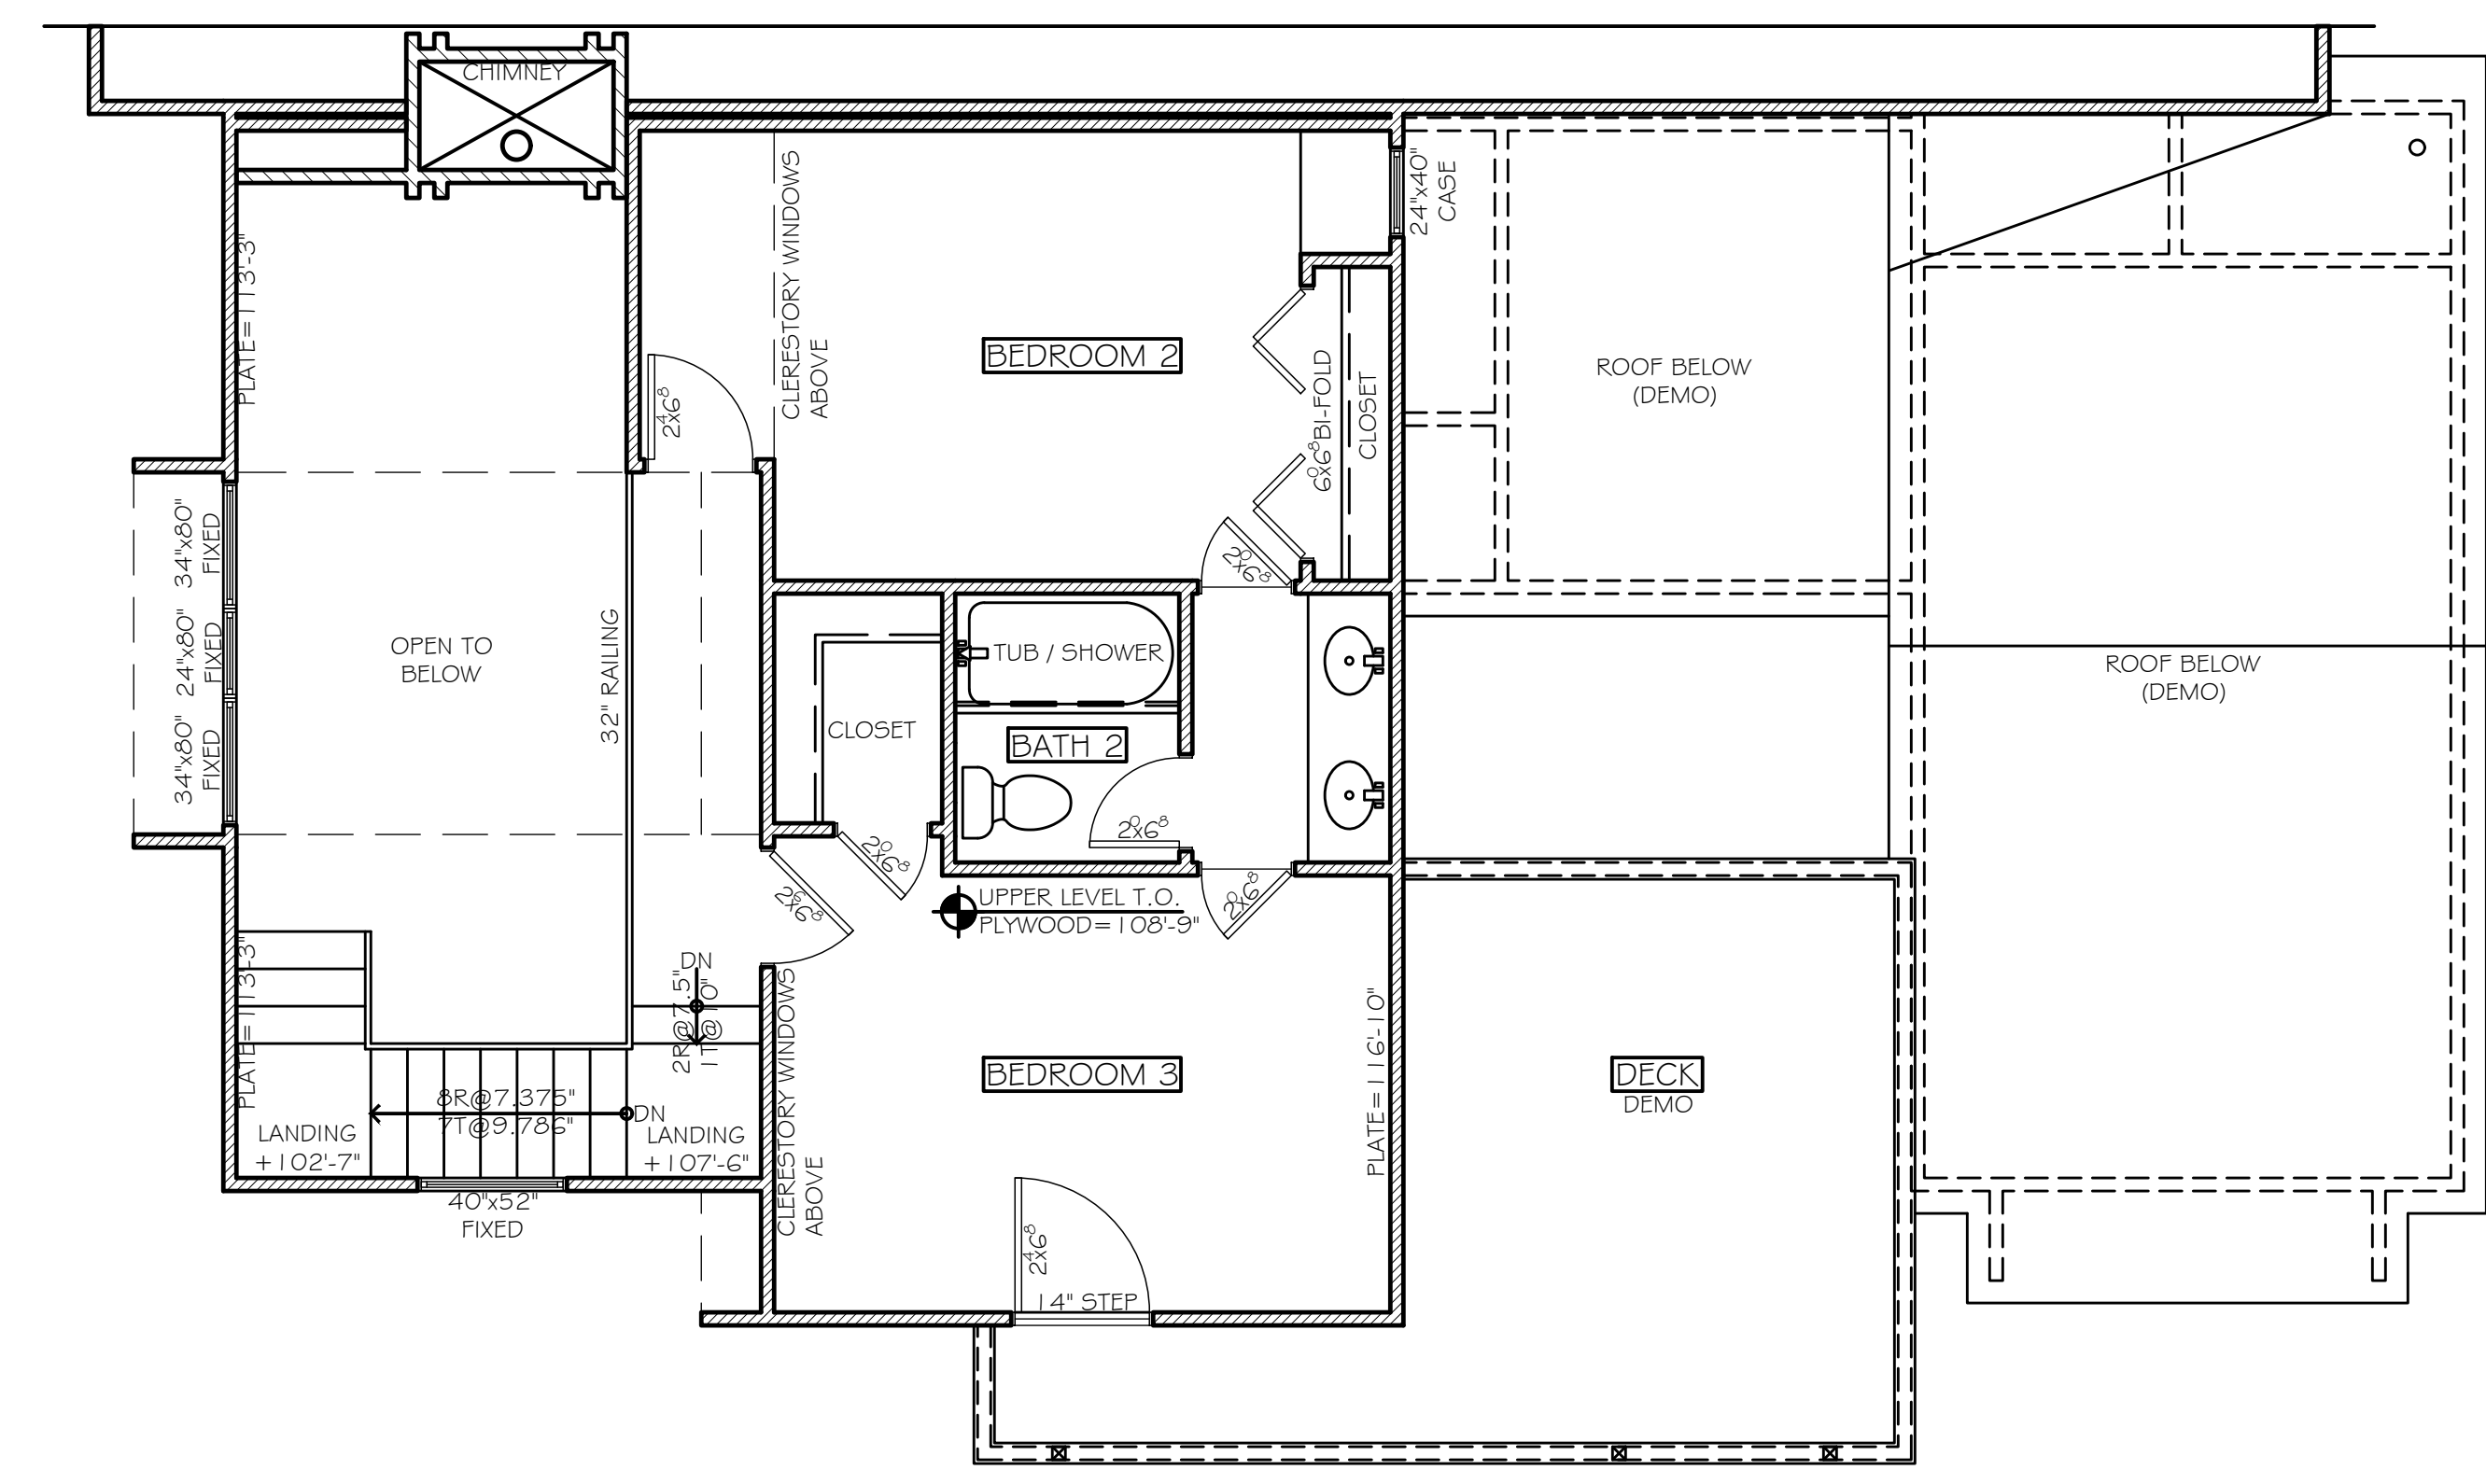 CHIMNEY
PLATE=113'-3"
CLERESTORY WINDOWS
ABOVE
24"x40"
CASE
BEDROOM 2
2⁴x6⁸
6⁰x6⁸BI-FOLD
CLOSET
ROOF BELOW
(DEMO)
34"x80"
FIXED
24"x80"
FIXED
34"x80"
FIXED
OPEN TO
BELOW
32" RAILING
2⁰x6⁸
TUB / SHOWER
CLOSET
BATH 2
2⁰x6⁸
2⁰x6⁸
2⁶x6⁸
2⁰x6⁸
ROOF BELOW
(DEMO)
UPPER LEVEL T.O.
PLYWOOD=108'-9"
PLATE=113'-3"
DN
2R@7.5"
1T@10"
CLERESTORY WINDOWS
ABOVE
BEDROOM 3
PLATE=116'-10"
DECK
DEMO
8R@7.375"
7T@9.786"
DN
LANDING
+102'-7"
LANDING
+107'-6"
40"x52"
FIXED
2⁴x6⁸
14" STEP